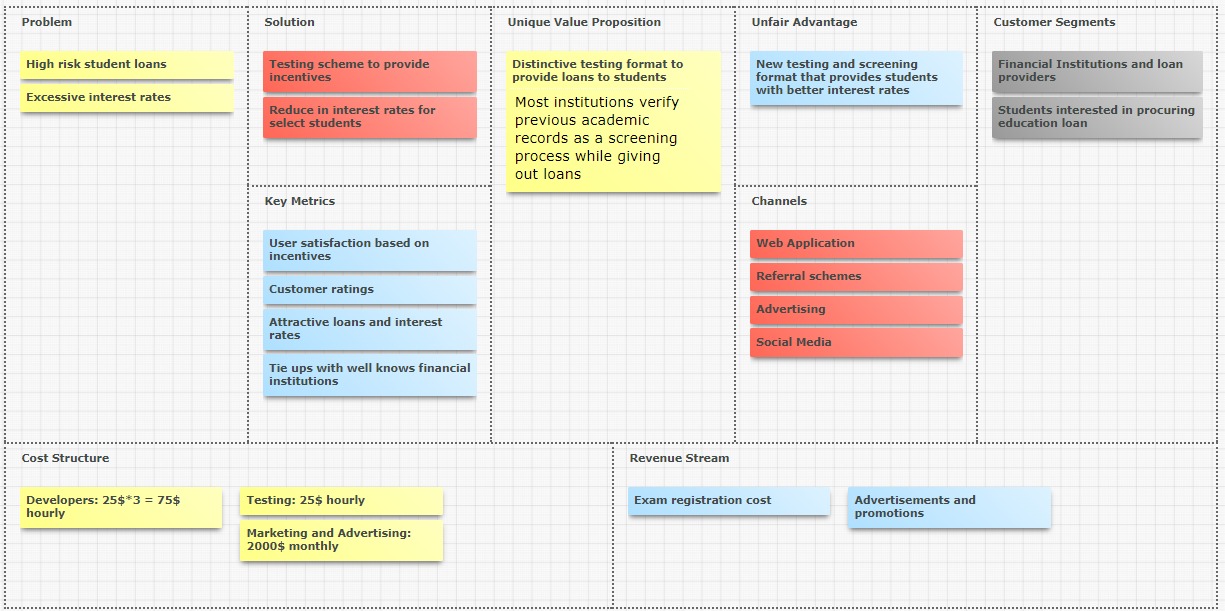 Problem
High risk student loans
Excessive interest rates
Solution
Testing scheme to provide
incentives
Reduce in interest rates for
select students
Key Metrics
User satisfaction based on
incentives
Customer ratings
Attractive loans and interest
rates
Tie ups with well knows financial
institutions
Unique Value Proposition
Distinctive testing format to
provide loans to students
Most institutions verify
previous academic
records as a screening
process while giving
out loans
Unfair Advantage
New testing and screening
format that provides students
with better interest rates
Channels
Web Application
Referral schemes
Advertising
Social Media
Customer Segments
Financial Institutions and loan
providers
Students interested in procuring
education loan
Cost Structure
Developers: 25$*3 = 75$
hourly
Testing: 25$ hourly
Marketing and Advertising:
2000$ monthly
Revenue Stream
Exam registration cost
Advertisements and
promotions